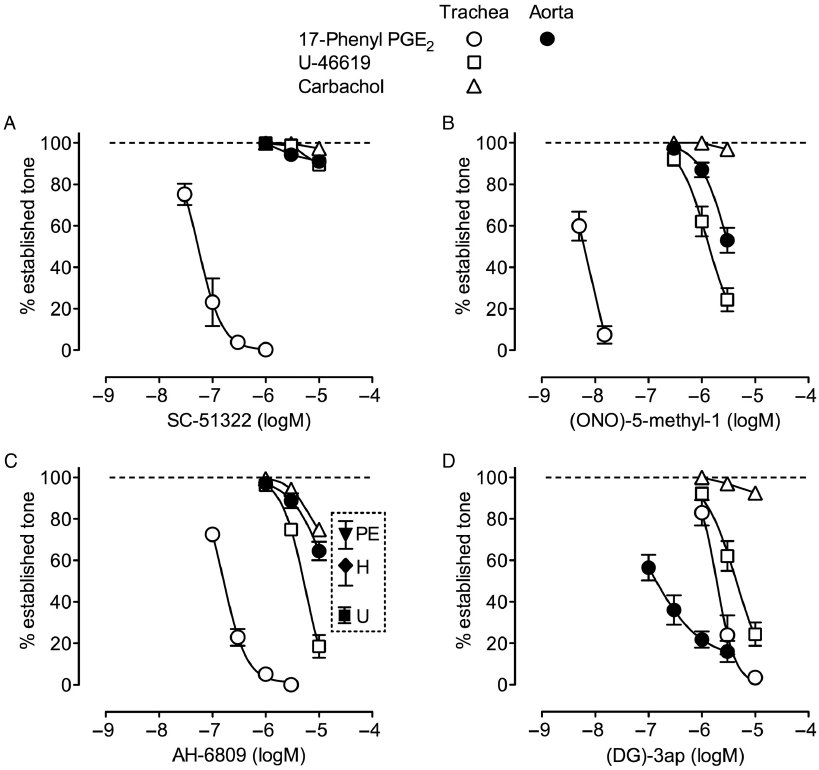 Trachea Aorta
17-Phenyl PGE2
U-46619
Carbachol
A
100
80
60
40
20
0
% established tone
−9 −8 −7 −6 −5 −4
SC-51322 (logM)
B
100
80
60
40
20
0
% established tone
−9 −8 −7 −6 −5 −4
(ONO)-5-methyl-1 (logM)
C
100
80
60
40
20
0
% established tone
PE
H
U
−9 −8 −7 −6 −5 −4
AH-6809 (logM)
D
100
80
60
40
20
0
% established tone
−9 −8 −7 −6 −5 −4
(DG)-3ap (logM)